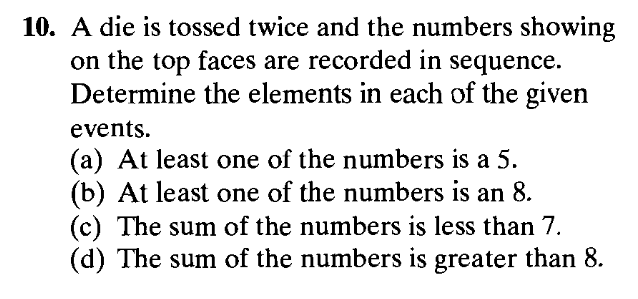 10. A die is tossed twice and the numbers showing
on the top faces are recorded in sequence.
Determine the elements in each of the given
events.
(a) At least one of the numbers is a 5.
(b) At least one of the numbers is an 8.
(c) The sum of the numbers is less than 7.
(d) The sum of the numbers is greater than 8.